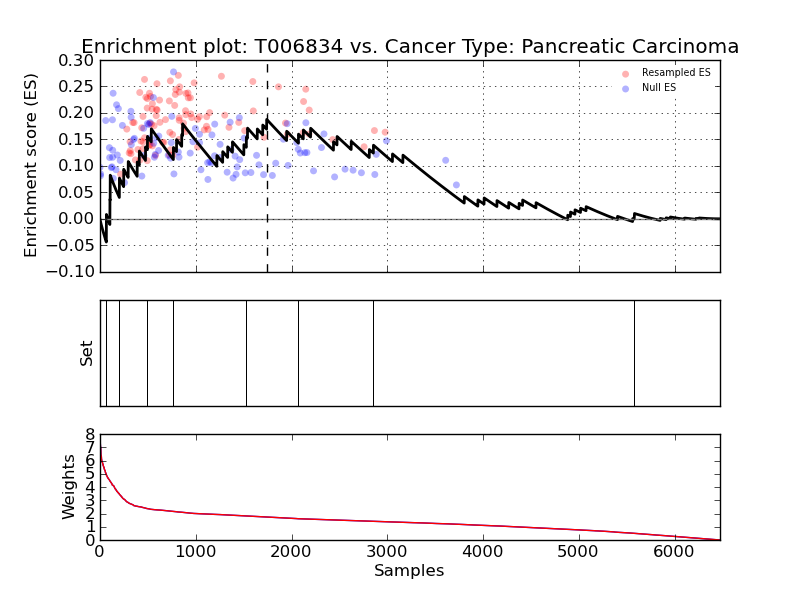 Enrichment plot: T006834 vs. Cancer Type: Pancreatic Carcinoma
Enrichment score (ES)
0.30
0.25
0.20
0.15
0.10
0.05
0.00
−0.05
−0.10
Resampled ES
Null ES
Set
Weights
8
7
6
5
4
3
2
1
0
0 1000 2000 3000 4000 5000 6000
Samples